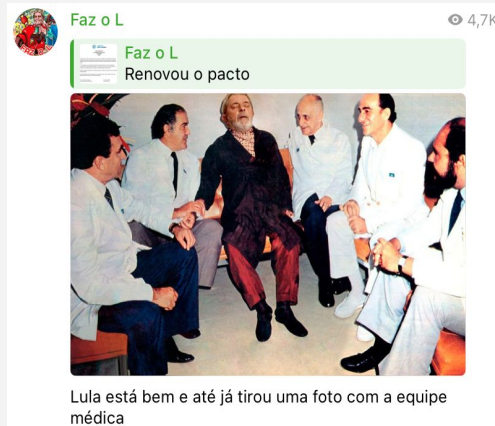 Faz o L
4,7K
Faz o L
Renovou o pacto
Lula está bem e até já tirou uma foto com a equipe
médica